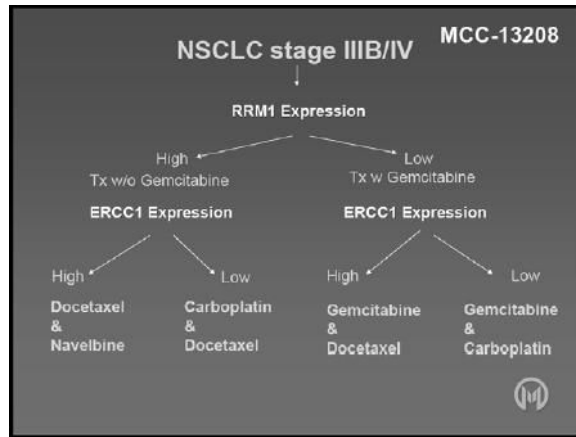 MCC-13208
NSCLC stage IIIB/IV
RRM1 Expression
High
Tx w/o Gemcitabine
Low
Tx w Gemcitabine
ERCC1 Expression
ERCC1 Expression
High
Low
High
Low
Docetaxel
&
Navelbine
Carboplatin
&
Docetaxel
Gemcitabine
&
Docetaxel
Gemcitabine
&
Carboplatin